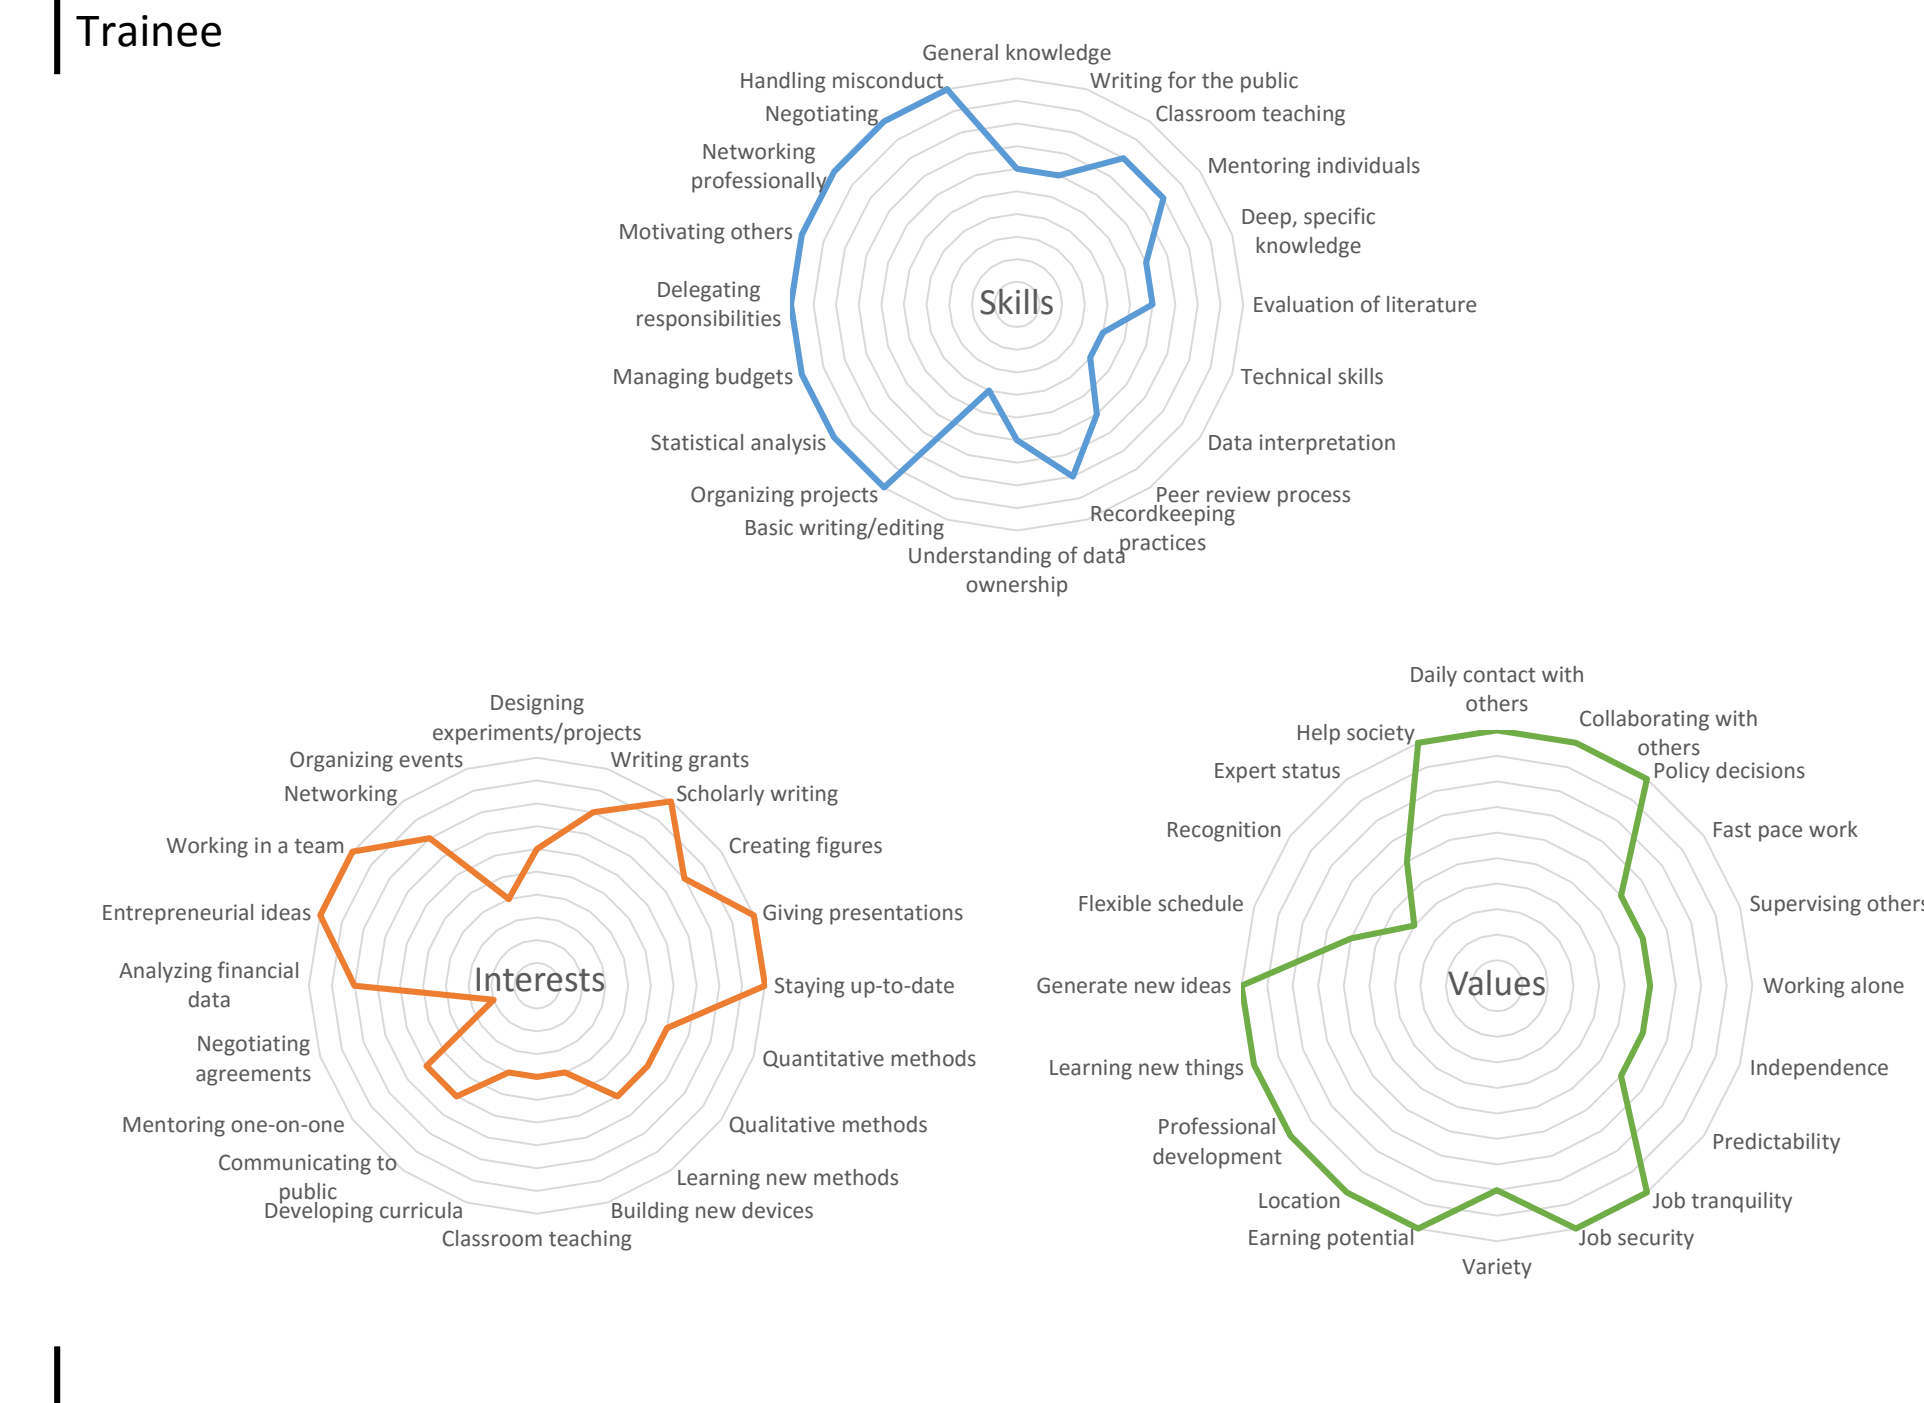 Trainee
General knowledge
Writing for the public
Classroom teaching
Mentoring individuals
Deep, specific
knowledge
Evaluation of literature
Technical skills
Data interpretation
Peer review process
Recordkeeping
practices
Understanding of data
ownership
Basic writing/editing
Organizing projects
Statistical analysis
Managing budgets
Delegating
responsibilities
Motivating others
Networking
professionally
Negotiating
Handling misconduct
Skills
Designing
experiments/projects
Writing grants
Scholarly writing
Creating figures
Giving presentations
Staying up-to-date
Quantitative methods
Qualitative methods
Learning new methods
Building new devices
Classroom teaching
Developing curricula
Communicating to
public
Mentoring one-on-one
Negotiating
agreements
Analyzing financial
data
Entrepreneurial ideas
Working in a team
Networking
Organizing events
Interests
Daily contact with
others
Collaborating with
others
Policy decisions
Fast pace work
Supervising others
Working alone
Independence
Predictability
Job tranquility
Job security
Variety
Earning potential
Location
Professional
development
Learning new things
Generate new ideas
Flexible schedule
Recognition
Expert status
Help society
Values